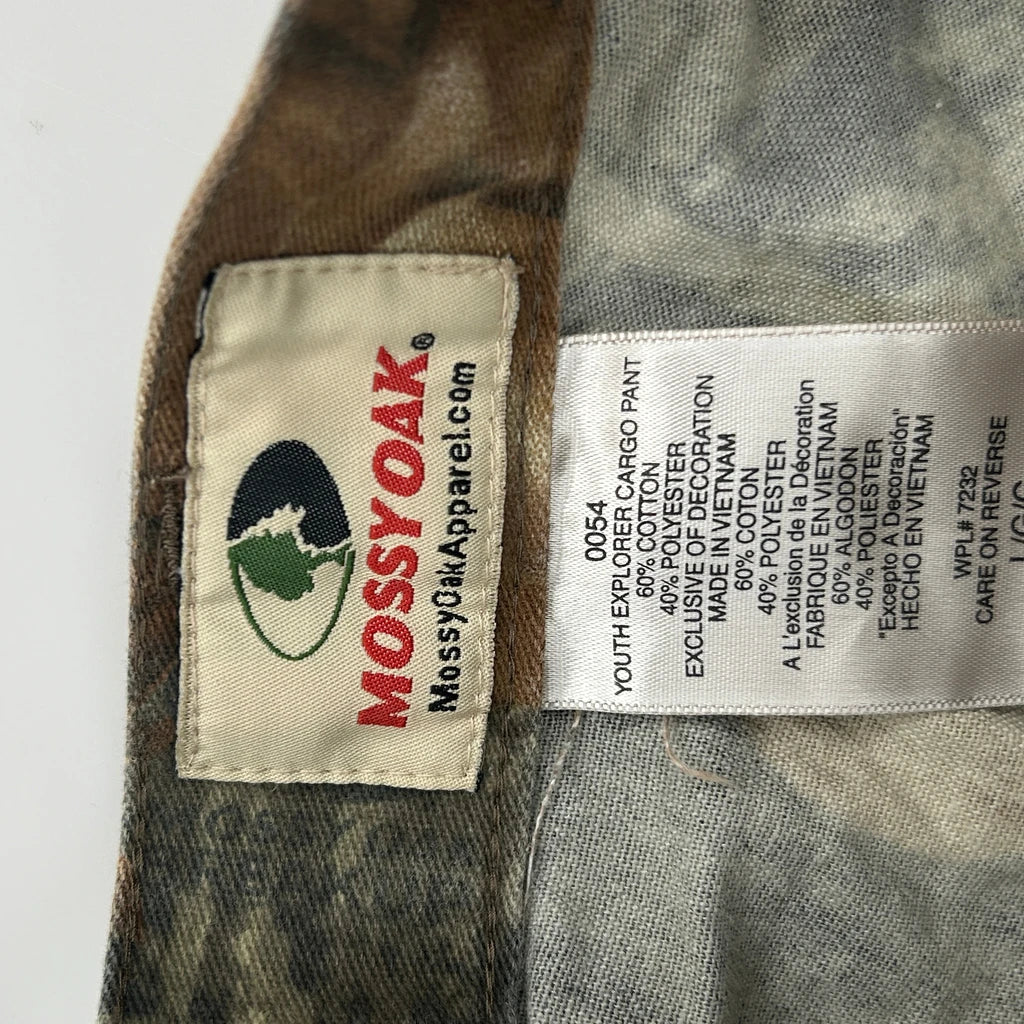 MOSSY OAK®
MossyOakApparel.com
0054
YOUTH EXPLORER CARGO PANT
60% COTTON
40% POLYESTER
EXCLUSIVE OF DECORATION
MADE IN VIETNAM
60% COTON
40% POLYESTER
A L'exclusion de la Décoration
FABRIQUE EN VIETNAM
60% ALGODON
40% POLIESTER
"Excepto A Decoración"
HECHO EN VIETNAM
WPL# 7232
CARE ON REVERSE